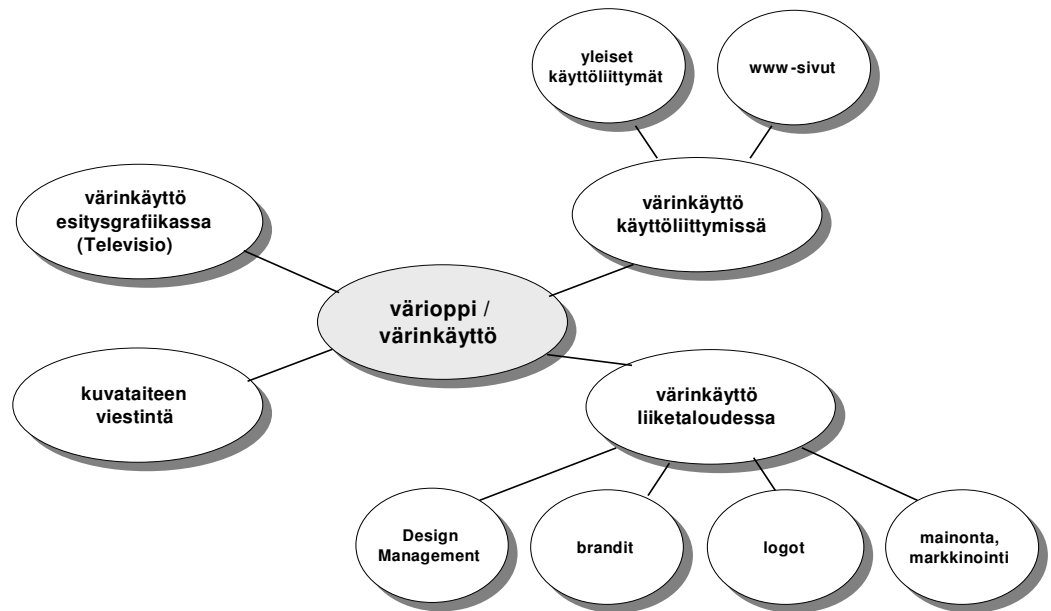 yleiset
käyttöliittymät
www-sivut
värinkäyttö
esitysgrafiikassa
(Televisio)
värinkäyttö
käyttöliittymissä
värioppi /
värinkäyttö
kuvataiteen
viestintä
värinkäyttö
liiketaloudessa
Design
Management
brandit
logot
mainonta,
markkinointi